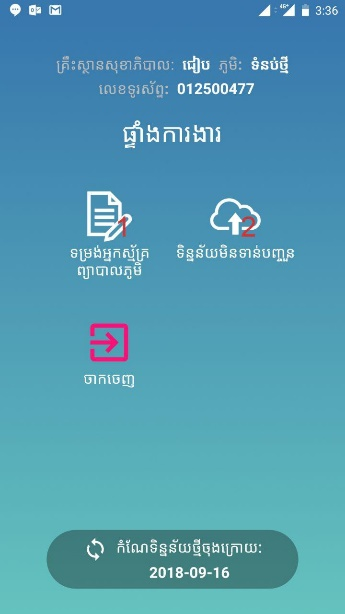 3:36
គ្រឹះស្ថានសុខាភិបាល: ជៀប ភូមិ: ទំនប់ថ្មី
លេខទូរស័ព្ទ: 012500477
ផ្ទាំងការងារ
1
2
ទម្រង់អ្នកស្ម័គ្រ
ព្យាបាលភូមិ
ទិន្នន័យមិនទាន់បញ្ជួន
ចាកចេញ
កំណែទិន្នន័យថ្មីចុងក្រោយ:
2018-09-16